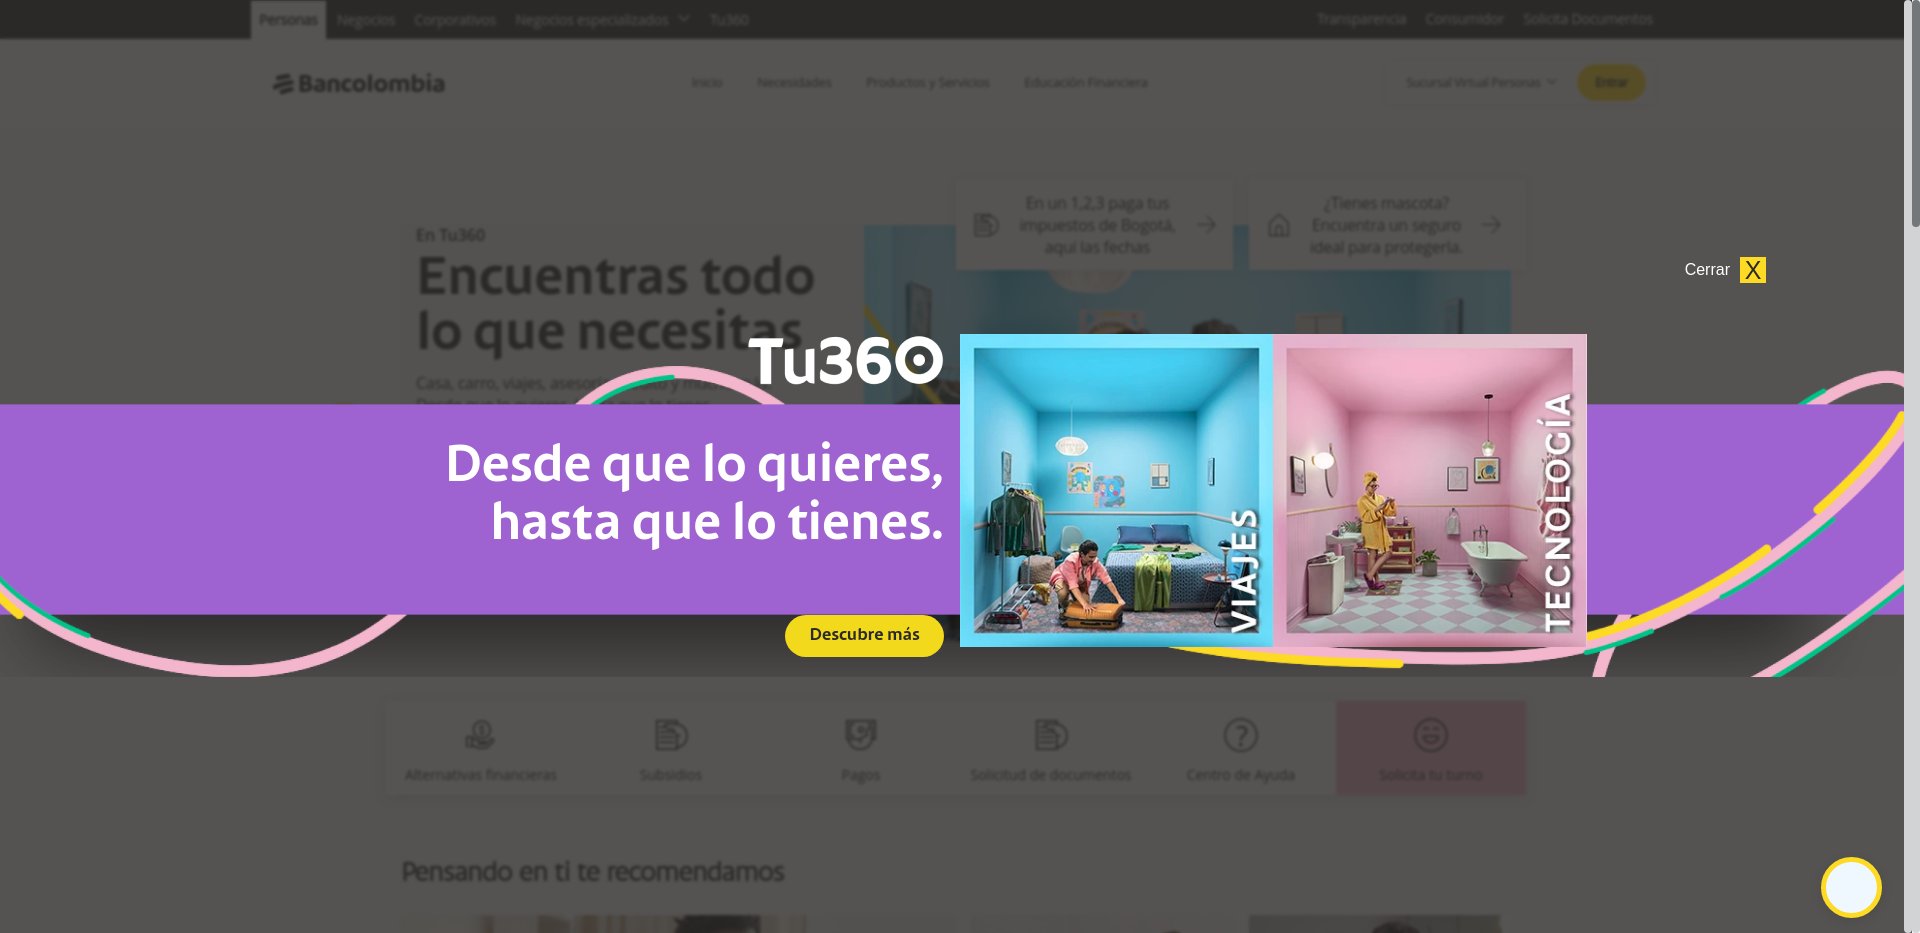 Personas Negocios Corporativos Negocios especializados Tu360 Transparencia Consumidor Solicita Documentos
Bancolombia Inicio Necesidades Productos y Servicios Educación Financiera Sucursal Virtual Personas Entrar
En un 1,2,3 paga tus
impuestos de Bogotá,
aquí las fechas
¿Tienes mascota?
Encuentra un seguro
ideal para protegerla.
En Tu360
Encuentras todo
lo que necesitas
Casa, carro, viajes,
Cerrar X
Tu360
Desde que lo quieres,
hasta que lo tienes.
Descubre más
VIAJES
TECNOLOGÍA
Alternativas financieras
Subsidios
Pagos
Solicitud de documentos
Centro de Ayuda
Solicita tu turno
Pensando en ti te recomendamos